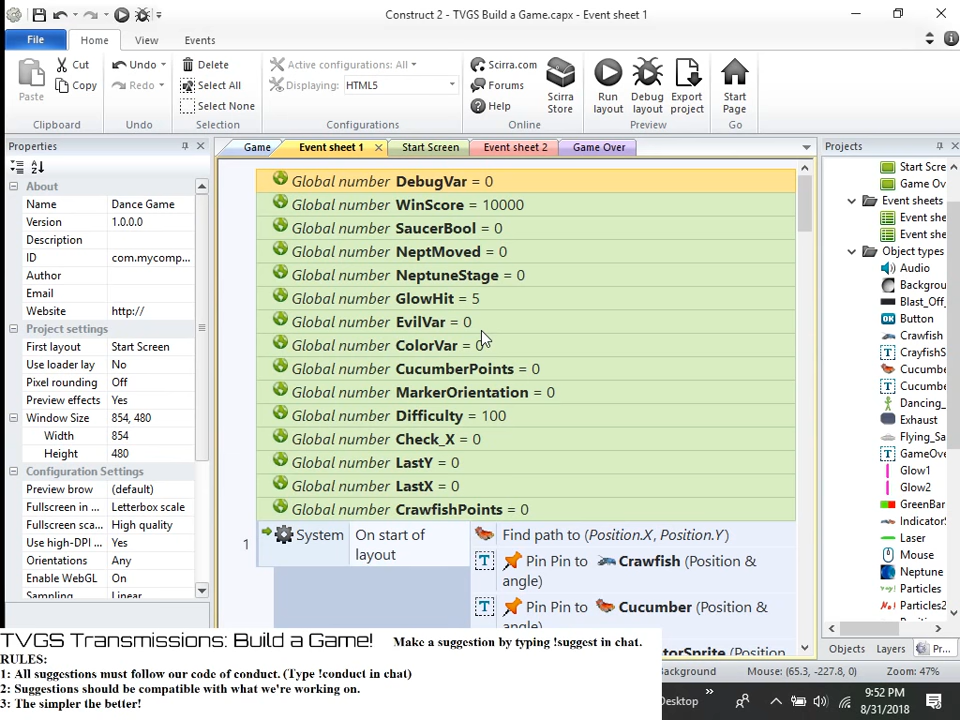 Construct 2 - TVGS Build a Game.capx - Event sheet 1
File
Home
View
Events
Paste
Cut
Copy
Clipboard
Undo
Redo
Undo
Delete
Select All
Select None
Selection
Active configurations: All
Displaying: HTML5
Configurations
Scirra.com
Forums
Help
Scirra Store
Online
Run layout
Debug layout
Export project
Preview
Start Page
Go
Properties
Game
Event sheet 1
Start Screen
Event sheet 2
Game Over
Projects
About
Name Dance Game
Version 1.0.0.0
Description
ID com.mycomp...
Author
Email
Website http://
Project settings
First layout Start Screen
Use loader lay No
Pixel rounding Off
Preview effects Yes
Window Size 854, 480
Width 854
Height 480
Configuration Settings
Preview brow (default)
Fullscreen in ... Letterbox scale
Fullscreen sca... High quality
Use high-DPI ... Yes
Orientations Any
Enable WebGL On
Sampling Linear
Global number DebugVar = 0
Global number WinScore = 10000
Global number SaucerBool = 0
Global number NeptMoved = 0
Global number NeptuneStage = 0
Global number GlowHit = 5
Global number EvilVar = 0
Global number ColorVar = 0
Global number CucumberPoints = 0
Global number MarkerOrientation = 0
Global number Difficulty = 100
Global number Check_X = 0
Global number LastY = 0
Global number LastX = 0
Global number CrawfishPoints = 0
1
System
On start of
layout
Find path to (Position.X, Position.Y)
T Pin Pin to Crawfish (Position &
angle)
T Pin Pin to Cucumber (Position &
angle)
Start Scre
Game Ov
Event sheets
Event she
Event she
Object types
Audio
Backgrou
Blast_Off_
Button
Crawfish
CrayfishS
Cucumbe
Cucumbe
Dancing_
Exhaust
Flying_Sa
GameOve
Glow1
Glow2
GreenBar
Indicator
Laser
Mouse
Neptune
Particles
Particles2
Objects
Layers
Pr...
ackground
Mouse: (65.3, -227.8, 0)
Zoom: 47%
TVGS Transmissions: Build a Game!
Make a suggestion by typing !suggest in chat.
RULES:
1: All suggestions must follow our code of conduct. (Type !conduct in chat)
2: Suggestions should be compatible with what we're working on.
3: The simpler the better!
Desktop
9:52 PM
8/31/2018